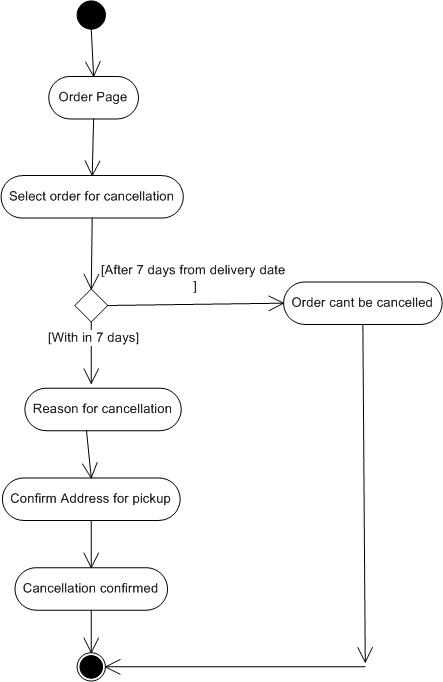 Order Page
Select order for cancellation
[After 7 days from delivery date
]
Order cant be cancelled
[With in 7 days]
Reason for cancellation
Confirm Address for pickup
Cancellation confirmed